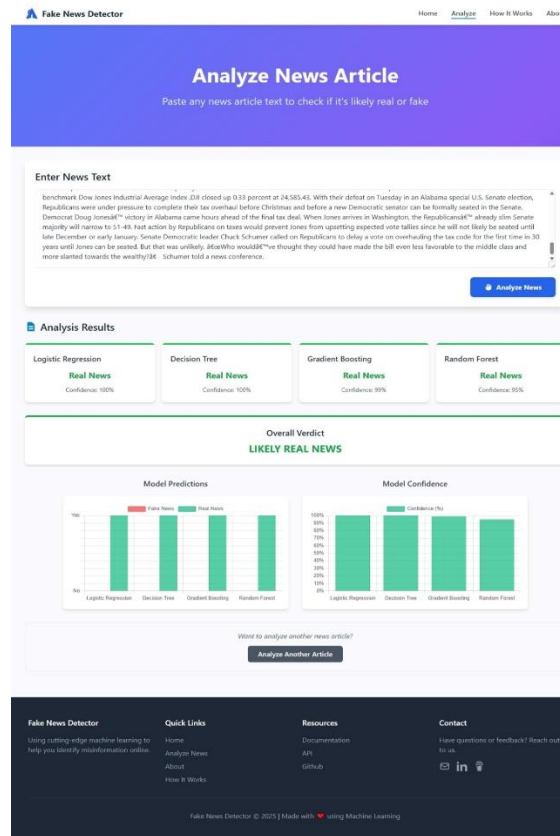 Fake News Detector
Home Analyze How It Works Abo
Analyze News Article
Paste any news article text to check if it's likely real or fake
Enter News Text
benchmark Dow Jones Industrial Average Index .DJI closed up 0.33 percent at 24,585.43. With their defeat on Tuesday in an Alabama special U.S. Senate election,
Republicans were under pressure to complete their tax overhaul before Christmas and before a new Democratic senator can be formally seated in the Senate.
Democrat Doug Jonesâ€™ victory in Alabama came hours ahead of the final tax deal. When Jones arrives in Washington, the Republicansâ€™ already slim Senate
majority will narrow to 51-49. Fast action by Republicans on taxes would prevent Jones from upsetting expected vote tallies since he will not likely be seated until
late December or early January. Senate Democratic leader Chuck Schumer called on Republicans to delay a vote on overhauling the tax code for the first time in 30
years until Jones can be seated. But that was unlikely. â€œWho wouldâ€™ve thought they could have made the bill even less favorable to the middle class and
more slanted towards the wealthy?â€ Schumer told a news conference.
Analyze News
Analysis Results
Logistic Regression Decision Tree Gradient Boosting Random Forest
Real News Real News Real News Real News
Confidence: 100% Confidence: 100% Confidence: 99% Confidence: 95%
Overall Verdict
LIKELY REAL NEWS
Model Predictions Model Confidence
Fake News Real News Confidence (%)
Yes
No
100%
90%
80%
70%
60%
50%
40%
30%
20%
10%
0%
Logistic Regression Decision Tree Gradient Boosting Random Forest
Logistic Regression Decision Tree Gradient Boosting Random Forest
Want to analyze another news article?
Analyze Another Article
Fake News Detector Quick Links Resources Contact
Using cutting-edge machine learning to Home Documentation Have questions or feedback? Reach out
help you identify misinformation online. Analyze News API to us.
About Github
How It Works
Fake News Detector © 2025 | Made with ❤ using Machine Learning